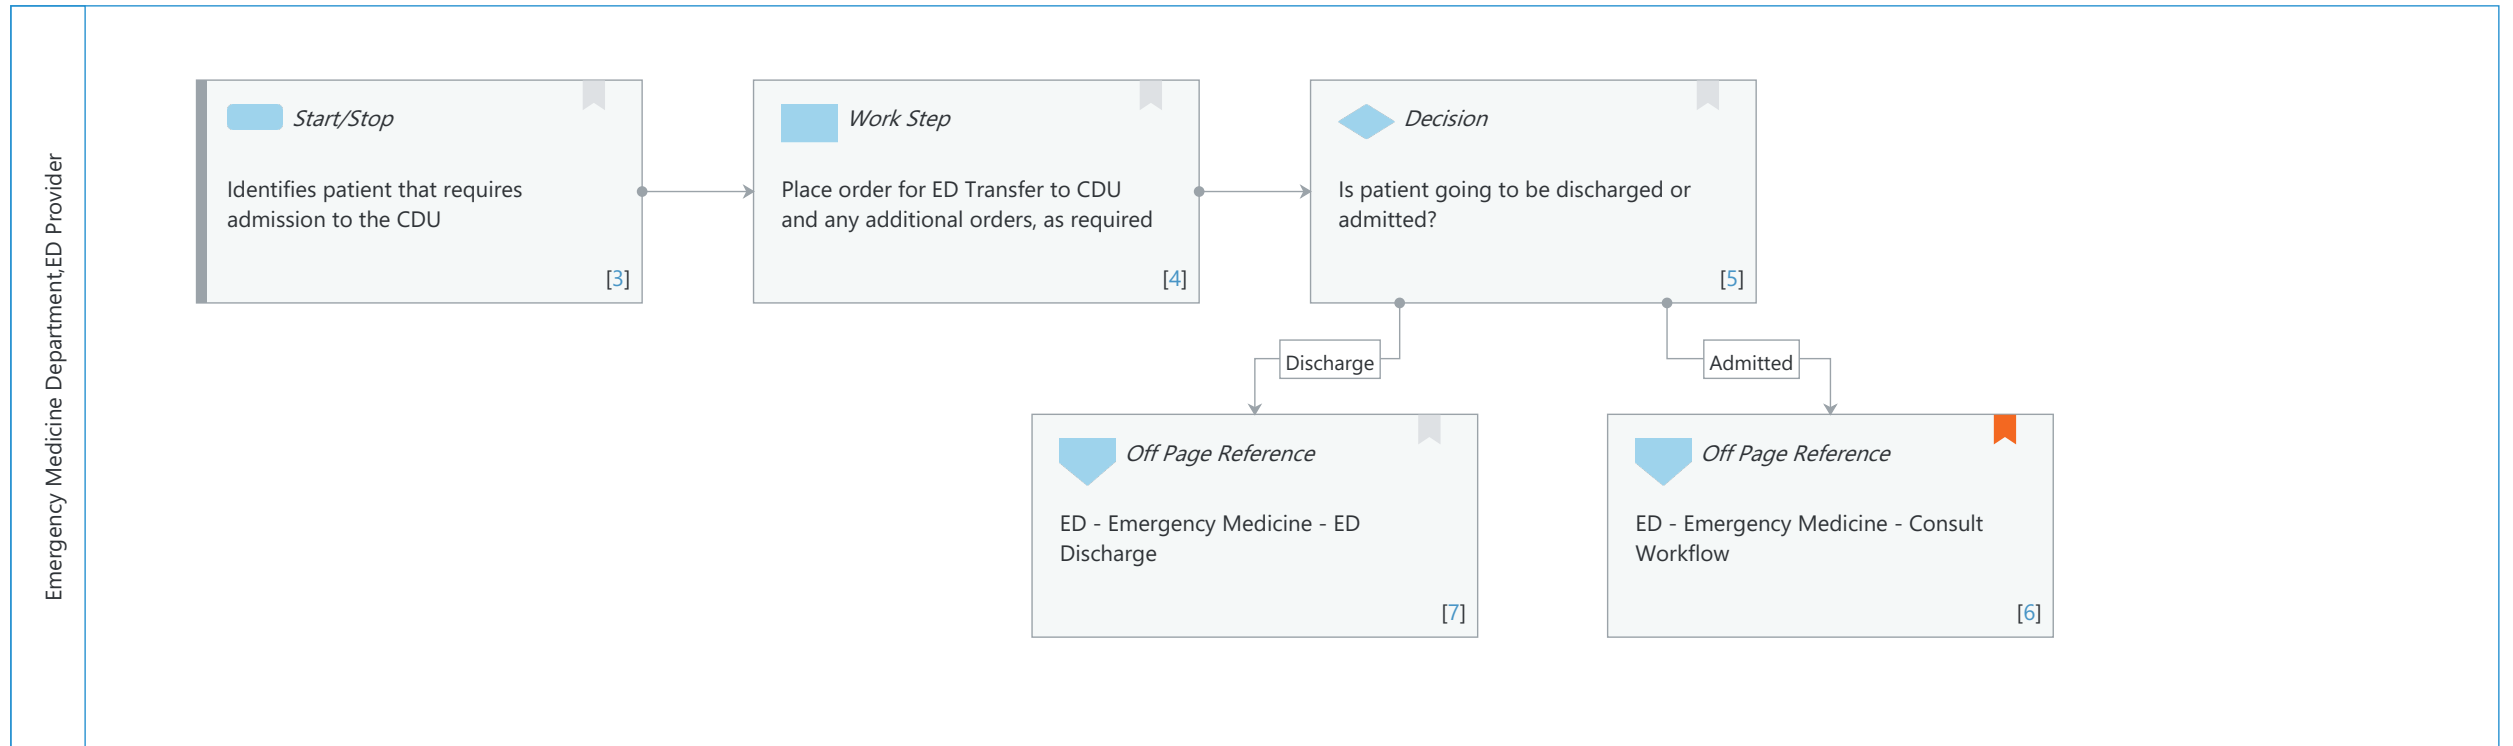 Emergency Medicine Department,ED Provider
Start/Stop
Identifies patient that requires
admission to the CDU
[3]
Work Step
Place order for ED Transfer to CDU
and any additional orders, as required
[4]
Decision
Is patient going to be discharged or
admitted?
[5]
Discharge
Admitted
Off Page Reference
ED - Emergency Medicine - ED
Discharge
[7]
Off Page Reference
ED - Emergency Medicine - Consult
Workflow
[6]